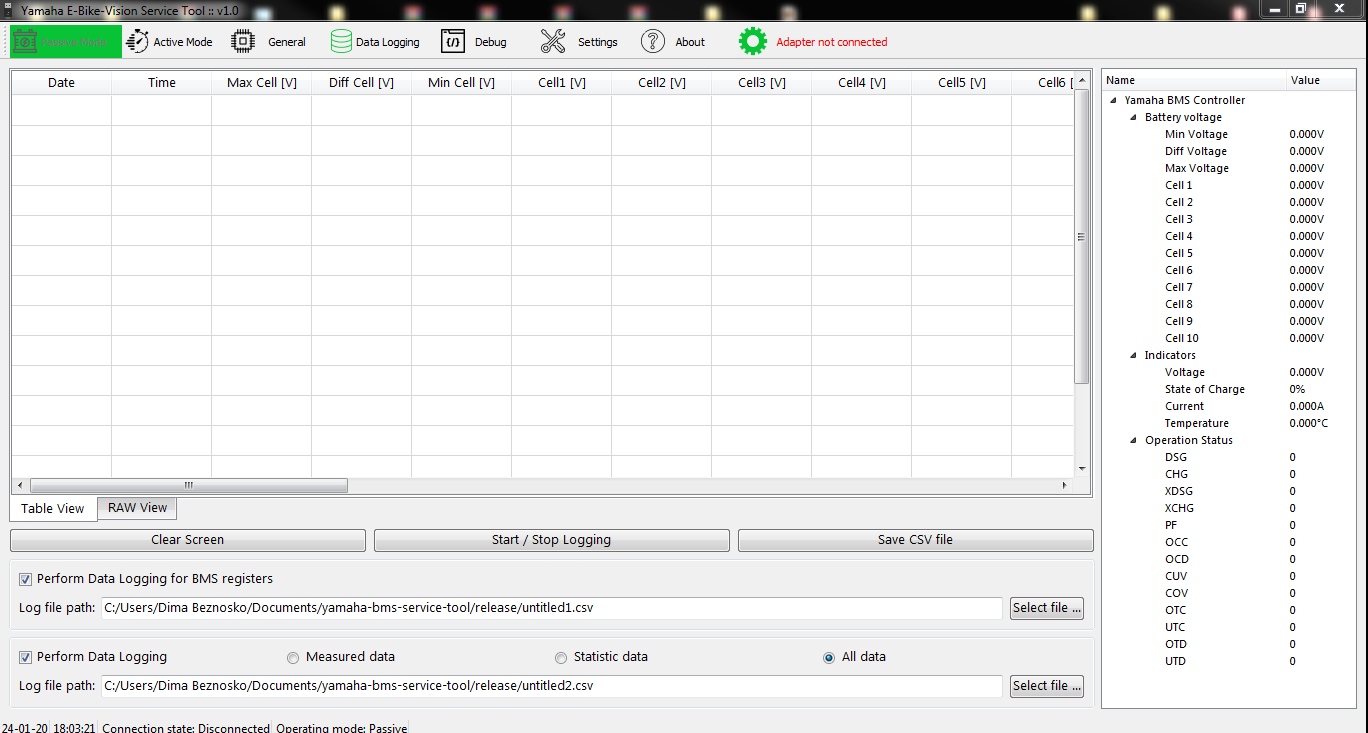 Yamaha E-Bike-Vision Service Tool :: v1.0
Passive Mode Active Mode General Data Logging Debug Settings About Adapter not connected
Date Time Max Cell [V] Diff Cell [V] Min Cell [V] Cell1 [V] Cell2 [V] Cell3 [V] Cell4 [V] Cell5 [V] Cell6 [
Table View RAW View
Clear Screen Start / Stop Logging Save CSV file
Perform Data Logging for BMS registers
Log file path: C:/Users/Dima Beznosko/Documents/yamaha-bms-service-tool/release/untitled1.csv Select file ...
Perform Data Logging Measured data Statistic data All data
Log file path: C:/Users/Dima Beznosko/Documents/yamaha-bms-service-tool/release/untitled2.csv Select file ...
Name Value
Yamaha BMS Controller
Battery voltage
Min Voltage 0.000V
Diff Voltage 0.000V
Max Voltage 0.000V
Cell 1 0.000V
Cell 2 0.000V
Cell 3 0.000V
Cell 4 0.000V
Cell 5 0.000V
Cell 6 0.000V
Cell 7 0.000V
Cell 8 0.000V
Cell 9 0.000V
Cell 10 0.000V
Indicators
Voltage 0.000V
State of Charge 0%
Current 0.000A
Temperature 0.000°C
Operation Status
DSG 0
CHG 0
XDSG 0
XCHG 0
PF 0
OCC 0
OCD 0
CUV 0
COV 0
OTC 0
UTC 0
OTD 0
UTD 0
24-01-20 18:03:21 Connection state: Disconnected Operating mode: Passive